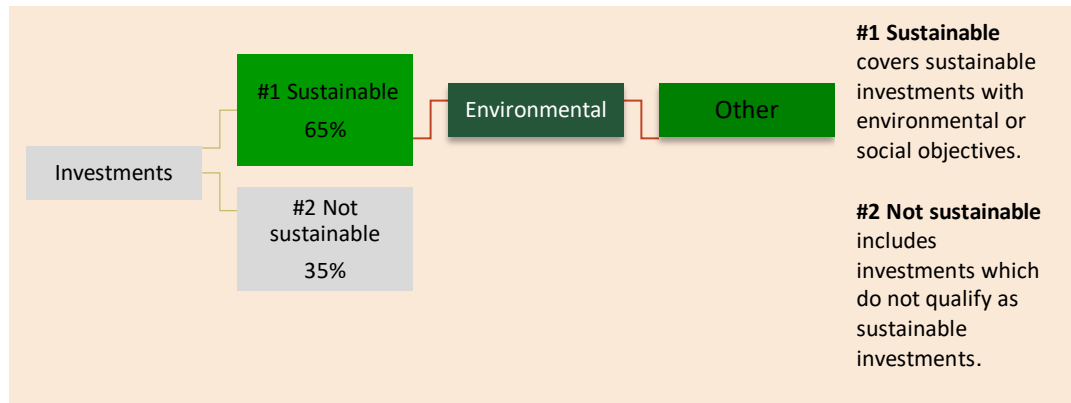 Investments
#1 Sustainable
65%
#2 Not
sustainable
35%
Environmental
Other
#1 Sustainable
covers sustainable
investments with
environmental or
social objectives.
#2 Not sustainable
includes
investments which
do not qualify as
sustainable
investments.